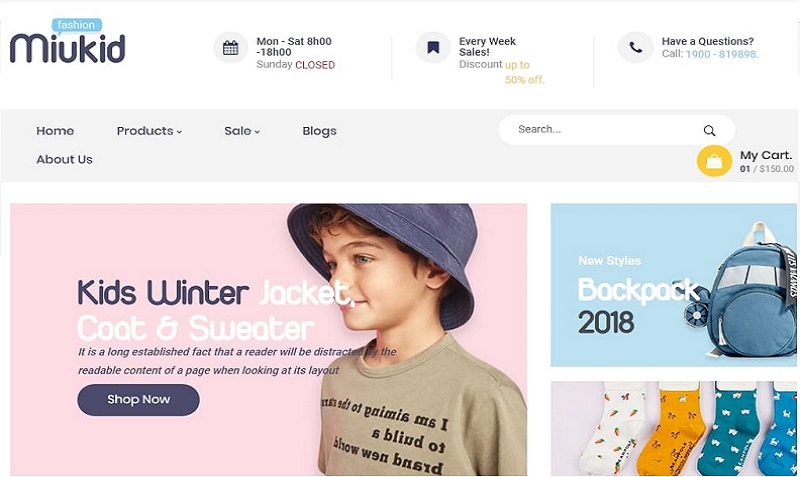 fashion
Miukid
Mon - Sat 8h00
-18h00
Sunday CLOSED
Every Week
Sales!
Discount up to
50% off.
Have a Questions?
Call: 1900 - 819898.
Home
Products
Sale
Blogs
About Us
Search...
My Cart.
01 / $150.00
Kids Winter Jacket,
Coat & Sweater
It is a long established fact that a reader will be distracted by the
readable content of a page when looking at its layout
Shop Now
I am aiming to the
to build a
brand new world
New Styles
Backpack
2018